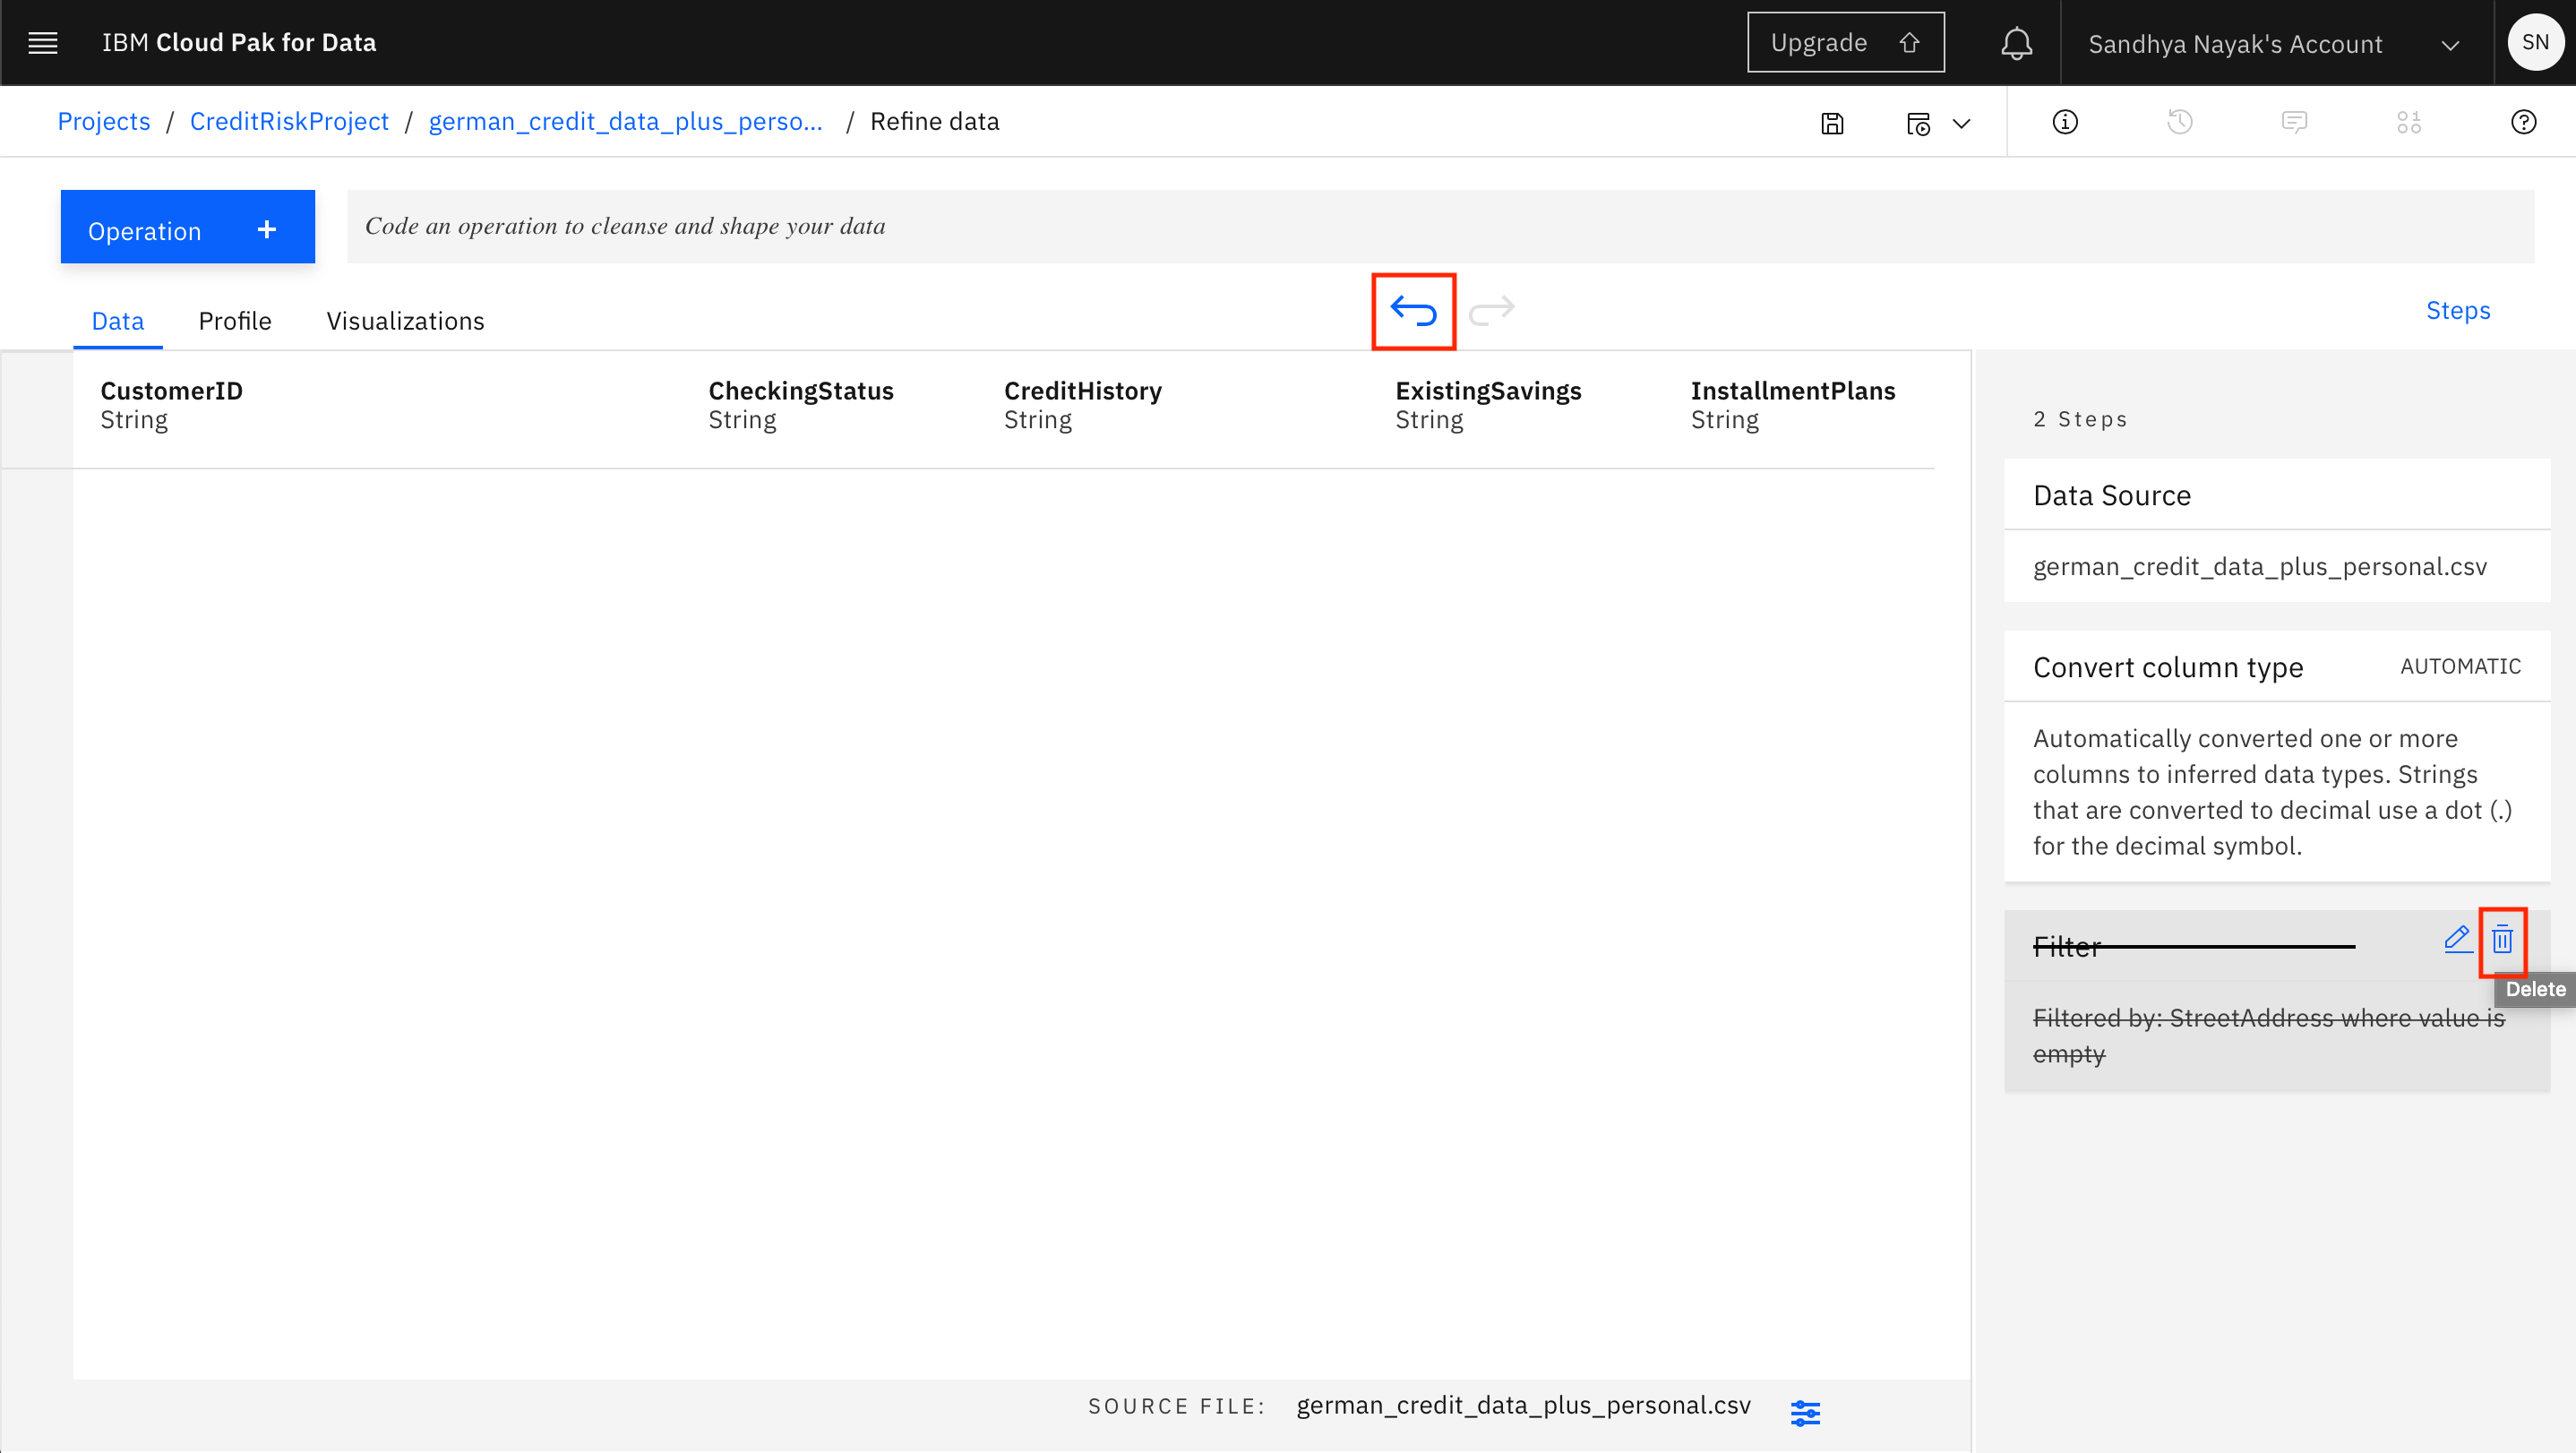 IBM Cloud Pak for Data
Upgrade
Sandhya Nayak's Account
SN
Projects / CreditRiskProject / german_credit_data_plus_perso... / Refine data
Operation +
Code an operation to cleanse and shape your data
Data
Profile
Visualizations
Steps
CustomerID
String
CheckingStatus
String
CreditHistory
String
ExistingSavings
String
InstallmentPlans
String
2 Steps
Data Source
german_credit_data_plus_personal.csv
Convert column type
AUTOMATIC
Automatically converted one or more
columns to inferred data types. Strings
that are converted to decimal use a dot (.)
for the decimal symbol.
Filter
Delete
Filtered by: StreetAddress where value is
empty
SOURCE FILE: german_credit_data_plus_personal.csv